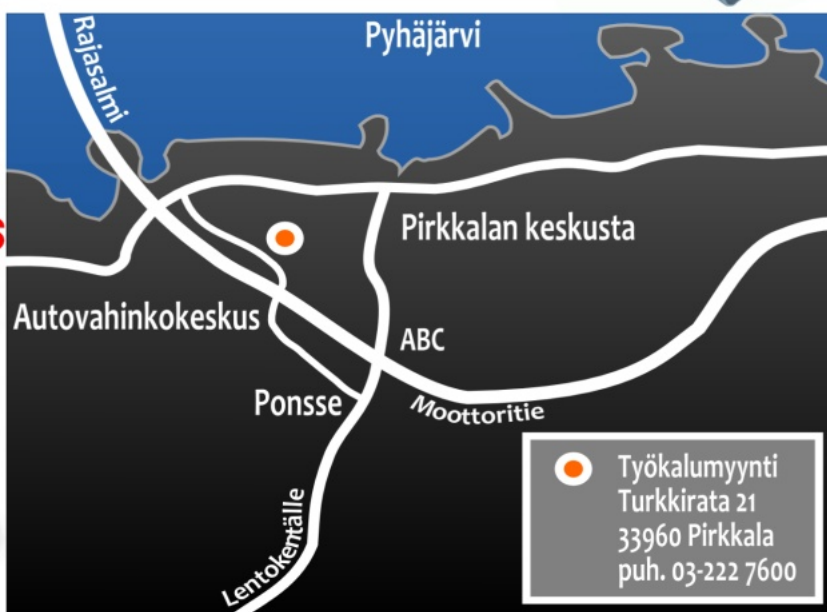 Pyhäjärvi
Rajasalmi
S
Pirkkalan keskusta
Autovahinkokeskus
ABC
Ponsse
Moottoritie
Lentokentälle
Työkalumyynti
Turkkirata 21
33960 Pirkkala
puh. 03-222 7600